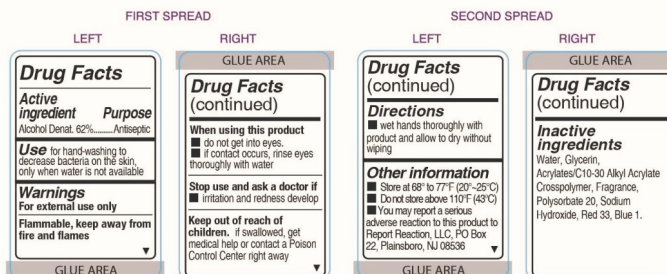 FIRST SPREAD
LEFT
Drug Facts
Active
ingredient Purpose
Alcohol Denat. 62%.........Antiseptic
Use for hand-washing to
decrease bacteria on the skin,
only when water is not available
Warnings
For external use only
Flammable, keep away from
fire and flames
▼
GLUE AREA
RIGHT
GLUE AREA
Drug Facts
(continued)
When using this product
■ do not get into eyes.
■ if contact occurs, rinse eyes
thoroughly with water
Stop use and ask a doctor if
■ irritation and redness develop
Keep out of reach of
children. if swallowed, get
medical help or contact a Poison
Control Center right away
▼
SECOND SPREAD
LEFT
Drug Facts
(continued)
Directions
■ wet hands thoroughly with
product and allow to dry without
wiping
Other information
■ Store at 68° to 77°F (20°~25°C)
■ Do not store above 110°F (43°C)
■ You may report a serious
adverse reaction to this product to
Report Reaction, LLC, PO Box
22, Plainsboro, NJ 08536 ▼
GLUE AREA
RIGHT
GLUE AREA
Drug Facts
(continued)
Inactive
ingredients
Water, Glycerin,
Acrylates/C10-30 Alkyl Acrylate
Crosspolymer, Fragrance,
Polysorbate 20, Sodium
Hydroxide, Red 33, Blue 1.